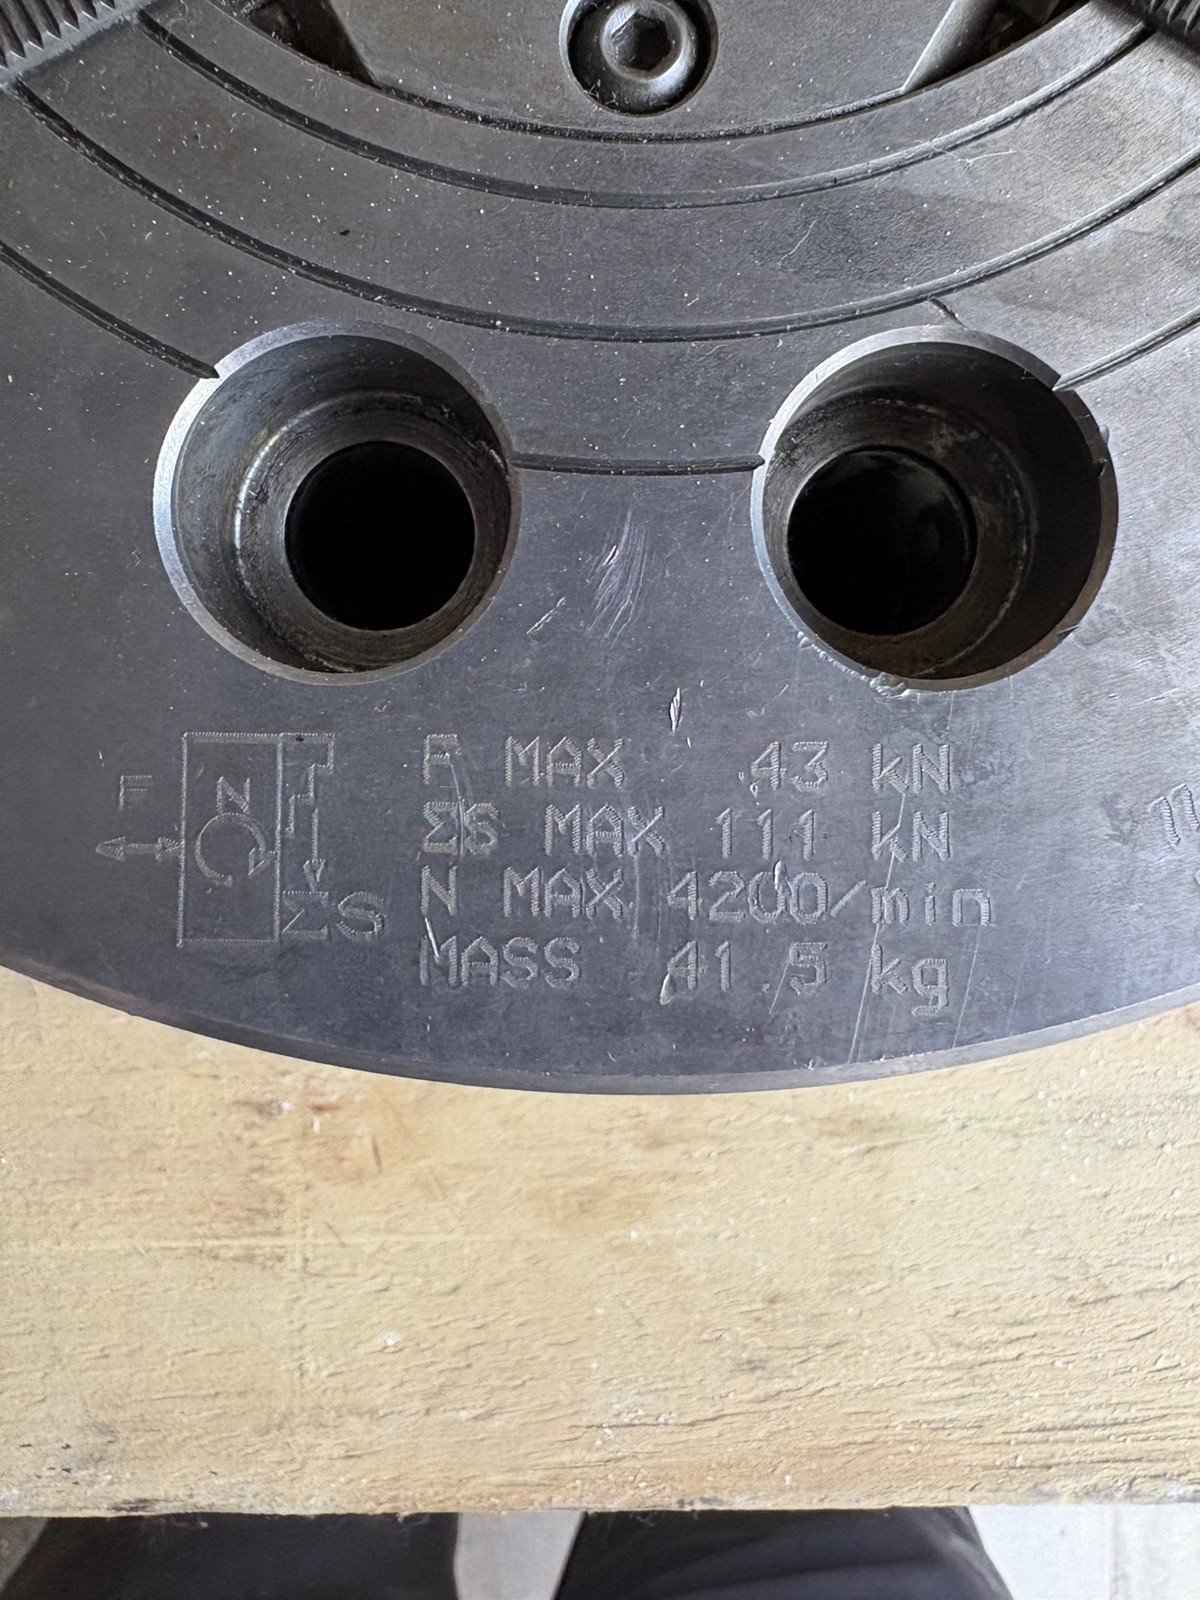 F
N
ΣS
F MAX 43 kN
ΣS MAX 111 kN
N MAX 4200/min
MASS 41.5 kg